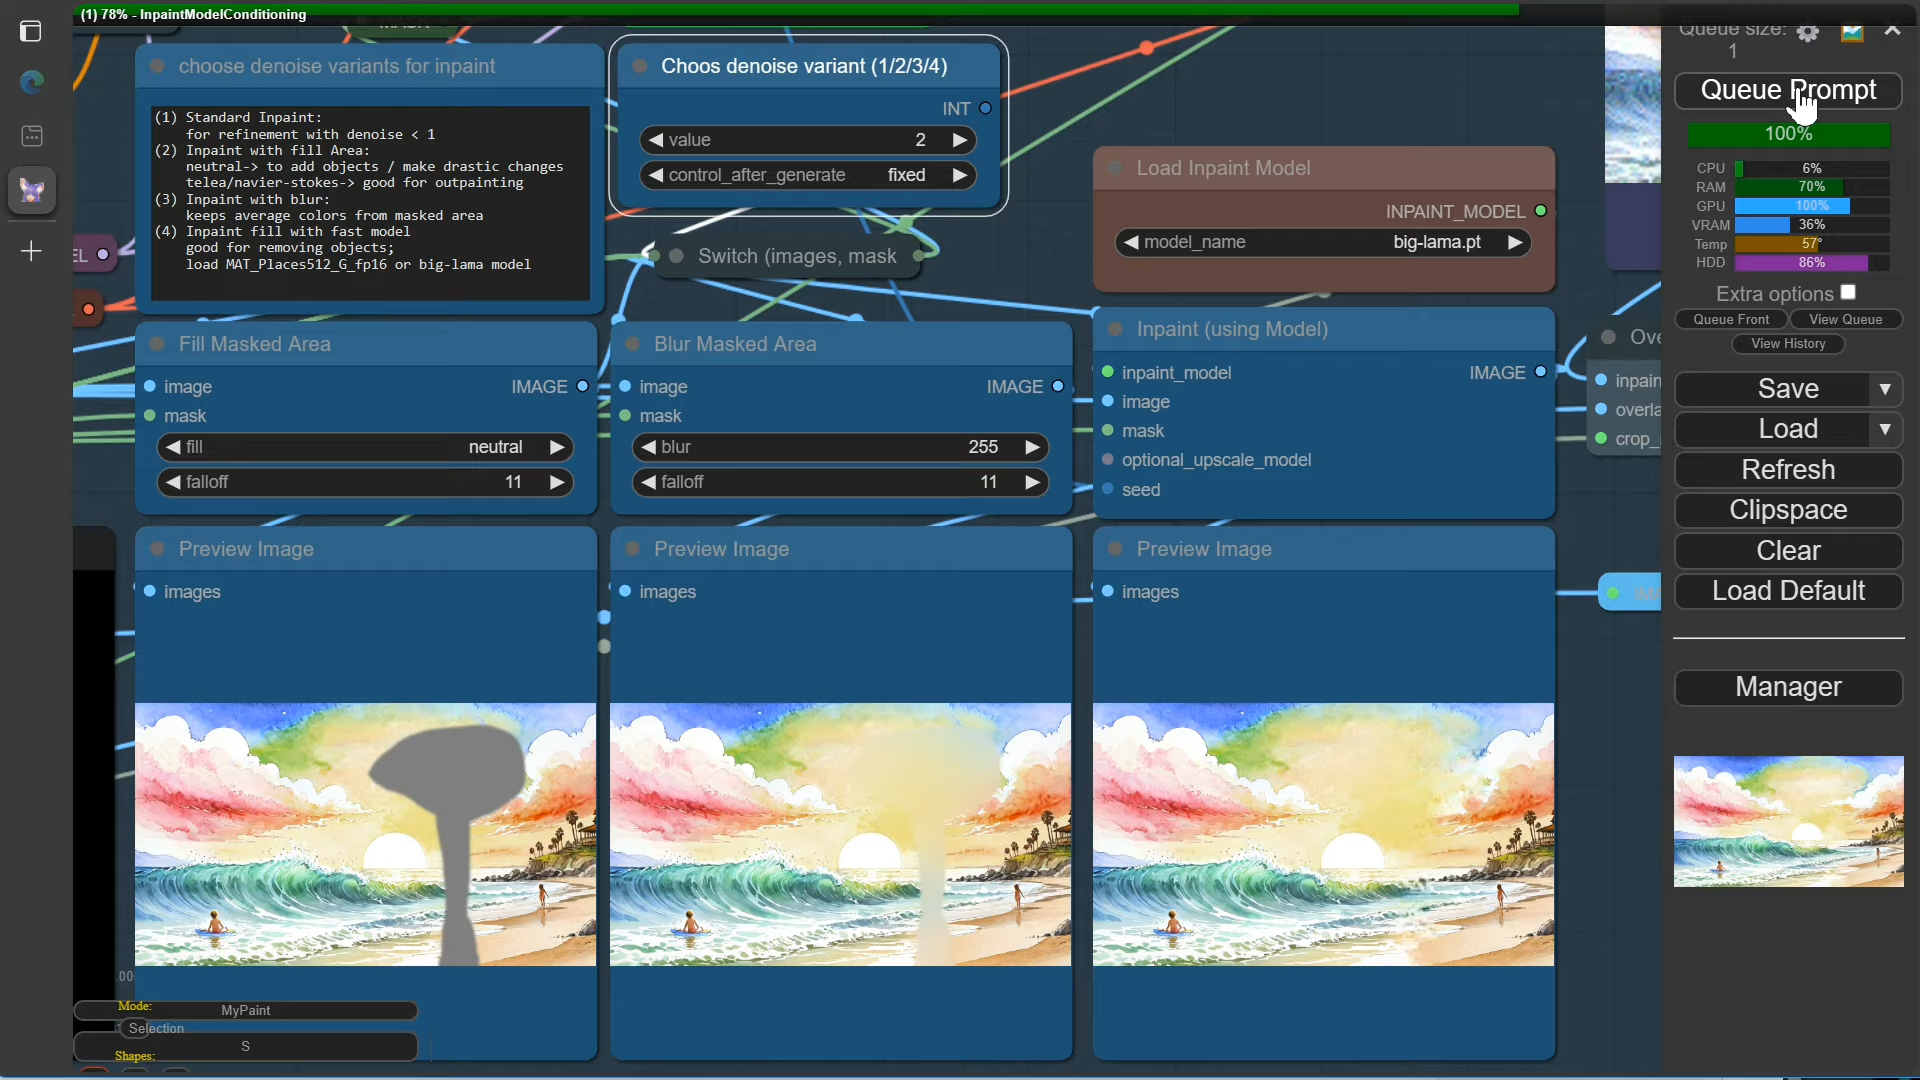 (1) 78% - InpaintModelConditioning
choose denoise variants for inpaint
(1) Standard Inpaint:
for refinement with denoise < 1
(2) Inpaint with fill Area:
neutral-> to add objects / make drastic changes
telea/navier-stokes-> good for outpainting
(3) Inpaint with blur:
keeps average colors from masked area
(4) Inpaint fill with fast model
good for removing objects;
load MAT_Places512_G_fp16 or big-lama model
Choos denoise variant (1/2/3/4)
INT
value 2
control_after_generate fixed
Switch (images, mask
Load Inpaint Model
INPAINT_MODEL
model_name big-lama.pt
EL
Fill Masked Area
image IMAGE
mask
fill neutral
falloff 11
Blur Masked Area
image IMAGE
mask
blur 255
falloff 11
Inpaint (using Model)
inpaint_model IMAGE
image
mask
optional_upscale_model
seed
Ove
inpain
overla
crop_
Preview Image
images
Preview Image
images
Preview Image
images
00
Mode:
MyPaint
Selection
S
Shapes:
Queue size:
1
Queue Prompt
100%
CPU 6%
RAM 70%
GPU 100%
VRAM 36%
Temp 57°
HDD 86%
Extra options
Queue Front View Queue
View History
Save
Load
Refresh
Clipspace
Clear
Load Default
Manager